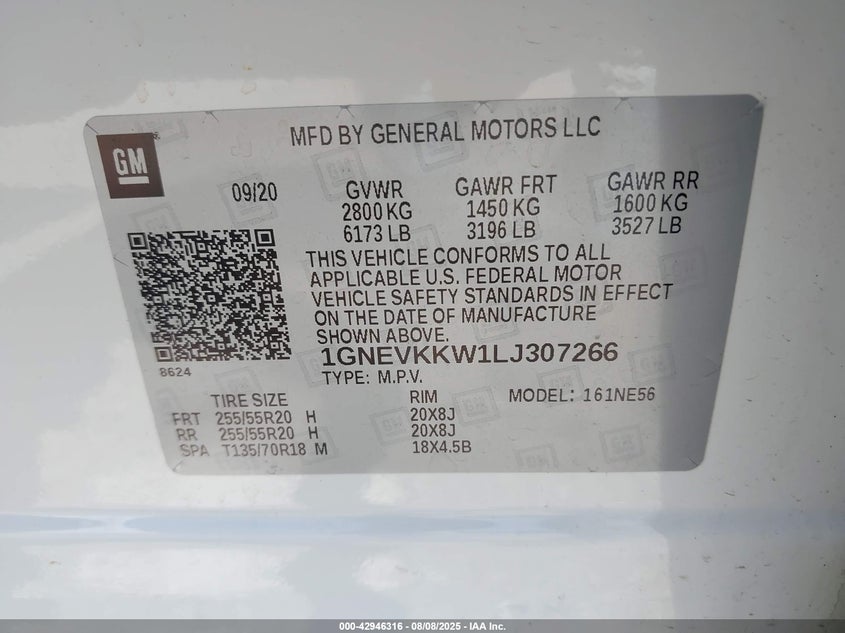 MFD BY GENERAL MOTORS LLC
GM
09/20 GVWR GAWR FRT GAWR RR
2800 KG 1450 KG 1600 KG
6173 LB 3196 LB 3527 LB
THIS VEHICLE CONFORMS TO ALL
APPLICABLE U.S. FEDERAL MOTOR
VEHICLE SAFETY STANDARDS IN EFFECT
ON THE DATE OF MANUFACTURE
SHOWN ABOVE.
1GNEVKKW1LJ307266
8624
TYPE: M.P.V.
TIRE SIZE RIM MODEL: 161NE56
FRT 255/55R20 H 20X8J
RR 255/55R20 H 20X8J
SPA T135/70R18 M 18X4.5B
000-42946316 - 08/08/2025 - IAA Inc.